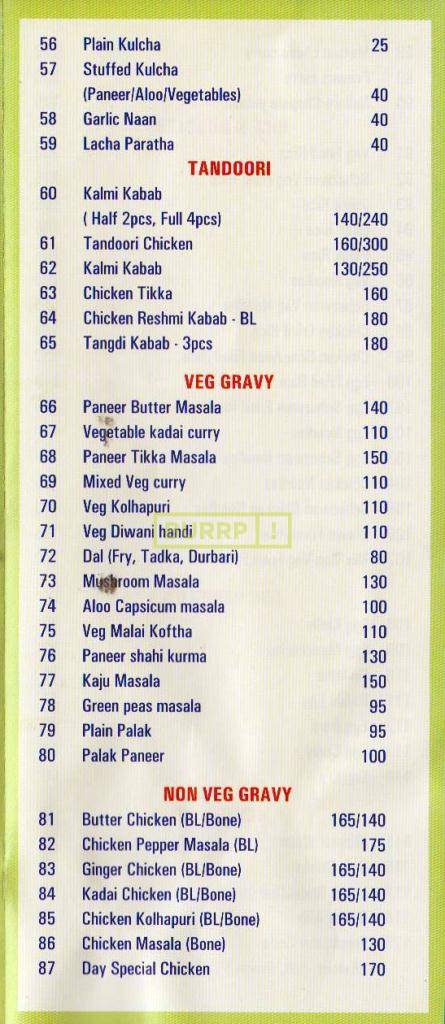 56 Plain Kulcha 25
57 Stuffed Kulcha
(Paneer/Aloo/Vegetables) 40
58 Garlic Naan 40
59 Lacha Paratha 40
TANDOORI
60 Kalmi Kabab
( Half 2pcs, Full 4pcs) 140/240
61 Tandoori Chicken 160/300
62 Kalmi Kabab 130/250
63 Chicken Tikka 160
64 Chicken Reshmi Kabab - BL 180
65 Tangdi Kabab - 3pcs 180
VEG GRAVY
66 Paneer Butter Masala 140
67 Vegetable kadai curry 110
68 Paneer Tikka Masala 150
69 Mixed Veg curry 110
70 Veg Kolhapuri 110
BURRP !
71 Veg Diwani handi 110
72 Dal (Fry, Tadka, Durbari) 80
73 Mushroom Masala 130
74 Aloo Capsicum masala 100
75 Veg Malai Koftha 110
76 Paneer shahi kurma 130
77 Kaju Masala 150
78 Green peas masala 95
79 Plain Palak 95
80 Palak Paneer 100
NON VEG GRAVY
81 Butter Chicken (BL/Bone) 165/140
82 Chicken Pepper Masala (BL) 175
83 Ginger Chicken (BL/Bone) 165/140
84 Kadai Chicken (BL/Bone) 165/140
85 Chicken Kolhapuri (BL/Bone) 165/140
86 Chicken Masala (Bone) 130
87 Day Special Chicken 170